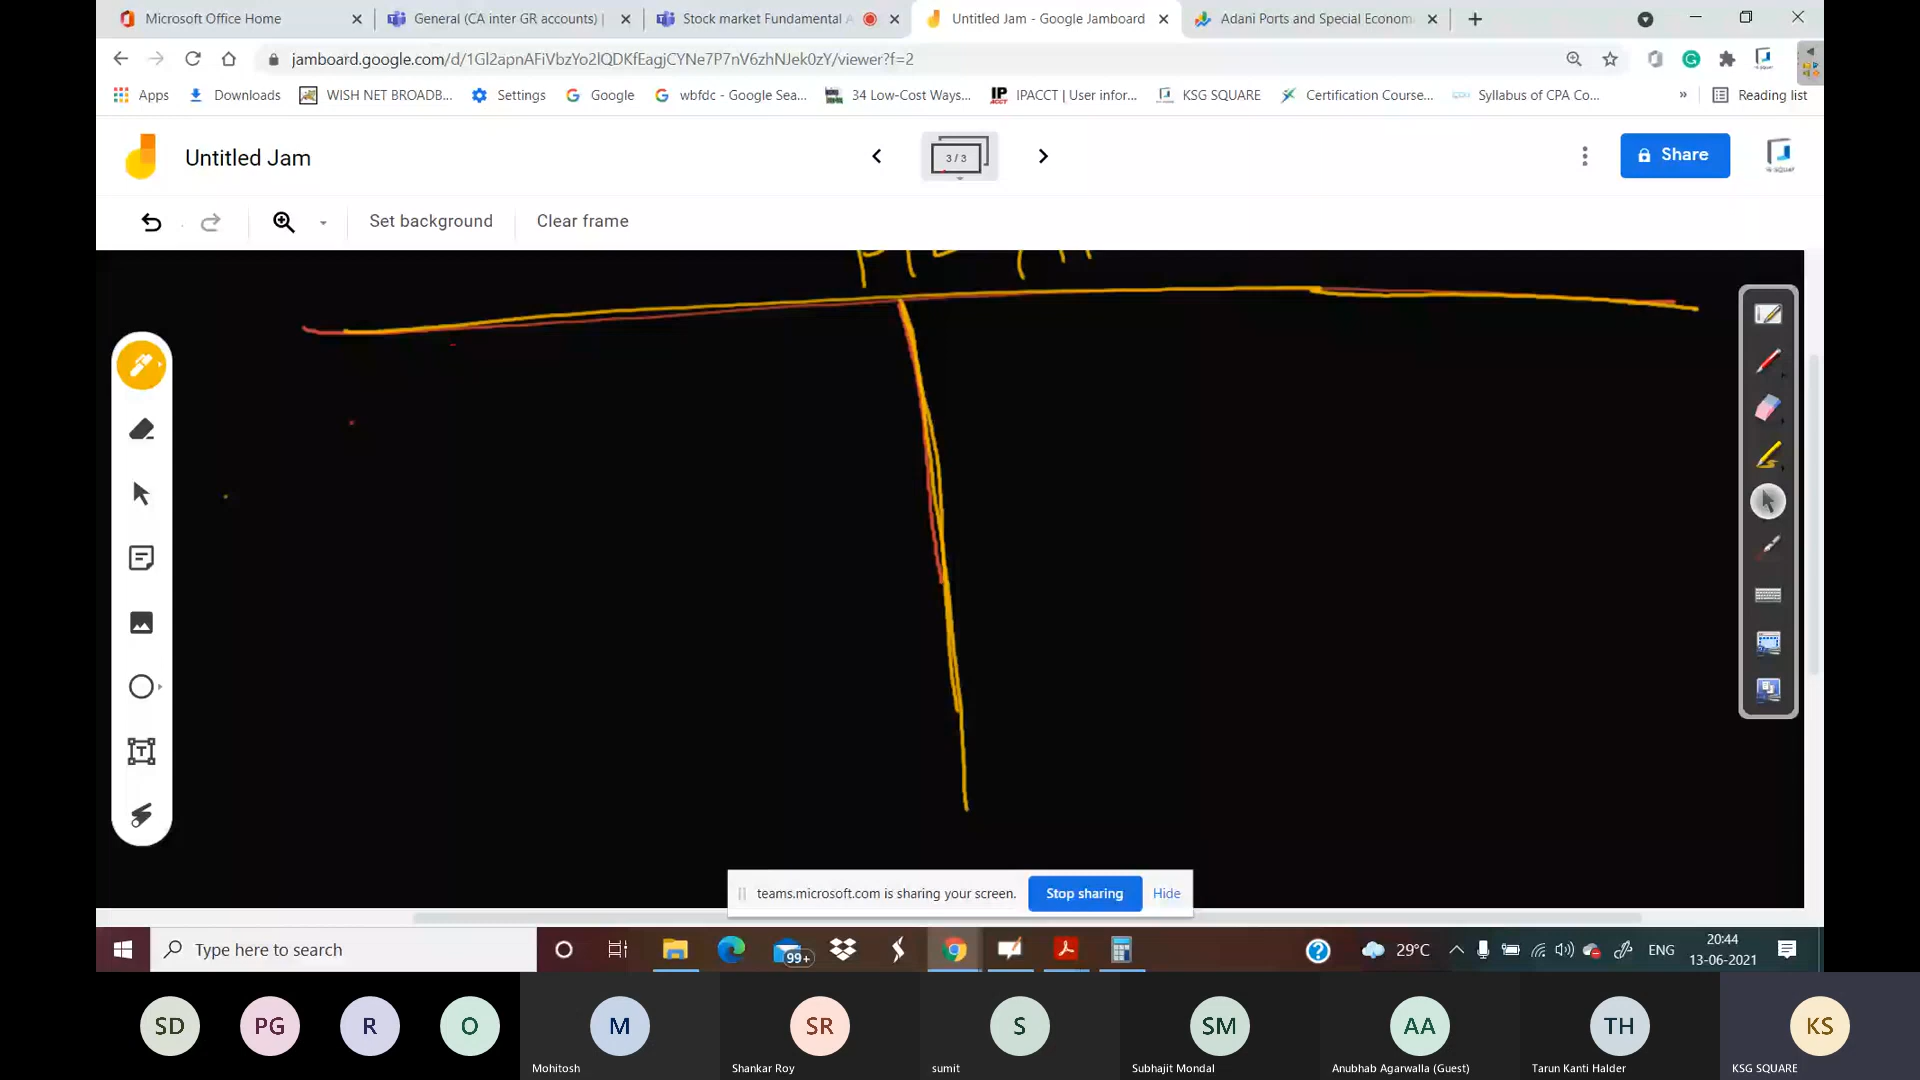 Microsoft Office Home
General (CA inter GR accounts) |
Stock market Fundamental A
Untitled Jam - Google Jamboard
Adani Ports and Special Econom
jamboard.google.com/d/1Gl2apnAFiVbzYo2lQDKfEagjCYNe7P7nV6zhNJek0zY/viewer?f=2
Apps
Downloads
WISH NET BROADB...
Settings
Google
wbfdc - Google Sea...
34 Low-Cost Ways...
IPACCT | User infor...
KSG SQUARE
Certification Course...
Syllabus of CPA Co...
»
Reading list
Untitled Jam
3 / 3
Share
Set background
Clear frame
teams.microsoft.com is sharing your screen.
Stop sharing
Hide
Type here to search
99+
29°C
ENG
20:44
13-06-2021
SD
PG
R
O
M
SR
S
SM
AA
TH
KS
Mohitosh
Shankar Roy
sumit
Subhajit Mondal
Anubhab Agarwalla (Guest)
Tarun Kanti Halder
KSG SQUARE